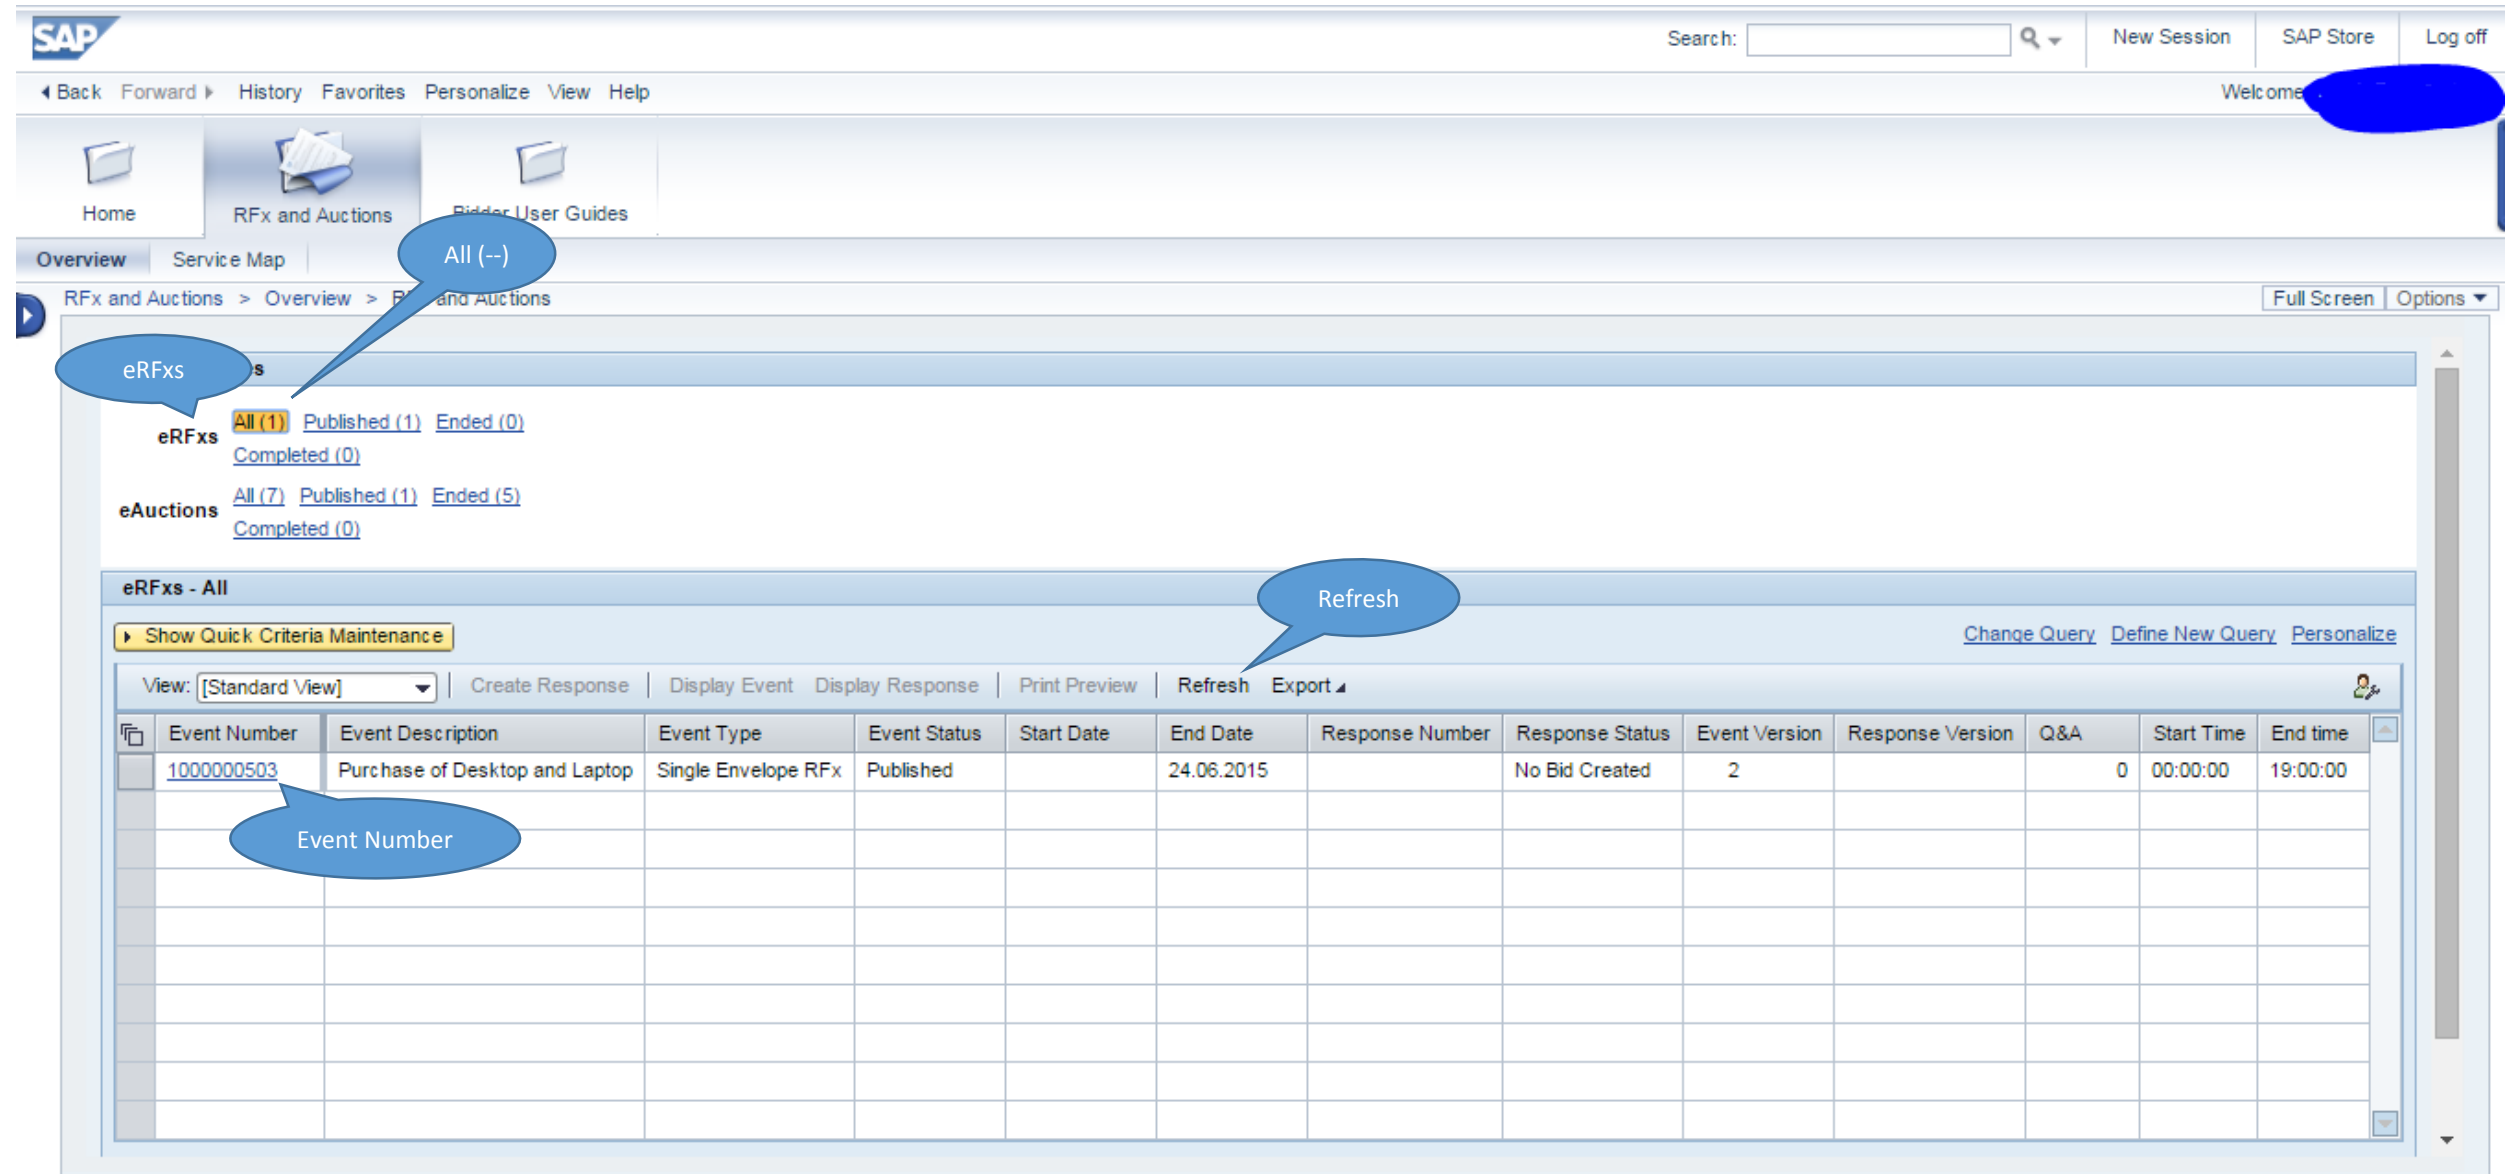 SAP
Search:
New Session
SAP Store
Log off
Back Forward History Favorites Personalize View Help
Welcome
Home
RFx and Auctions
Bidder User Guides
Overview
Service Map
All (--)
RFx and Auctions > Overview > and Auctions
Full Screen
Options
eRFxs
eRFxs All (1) Published (1) Ended (0)
Completed (0)
eAuctions All (7) Published (1) Ended (5)
Completed (0)
eRFxs - All
Refresh
Show Quick Criteria Maintenance
Change Query Define New Query Personalize
View: [Standard View] Create Response Display Event Display Response Print Preview Refresh Export
Event Number Event Description Event Type Event Status Start Date End Date Response Number Response Status Event Version Response Version Q&A Start Time End time
1000000503 Purchase of Desktop and Laptop Single Envelope RFx Published 24.06.2015 No Bid Created 2 0 00:00:00 19:00:00
Event Number